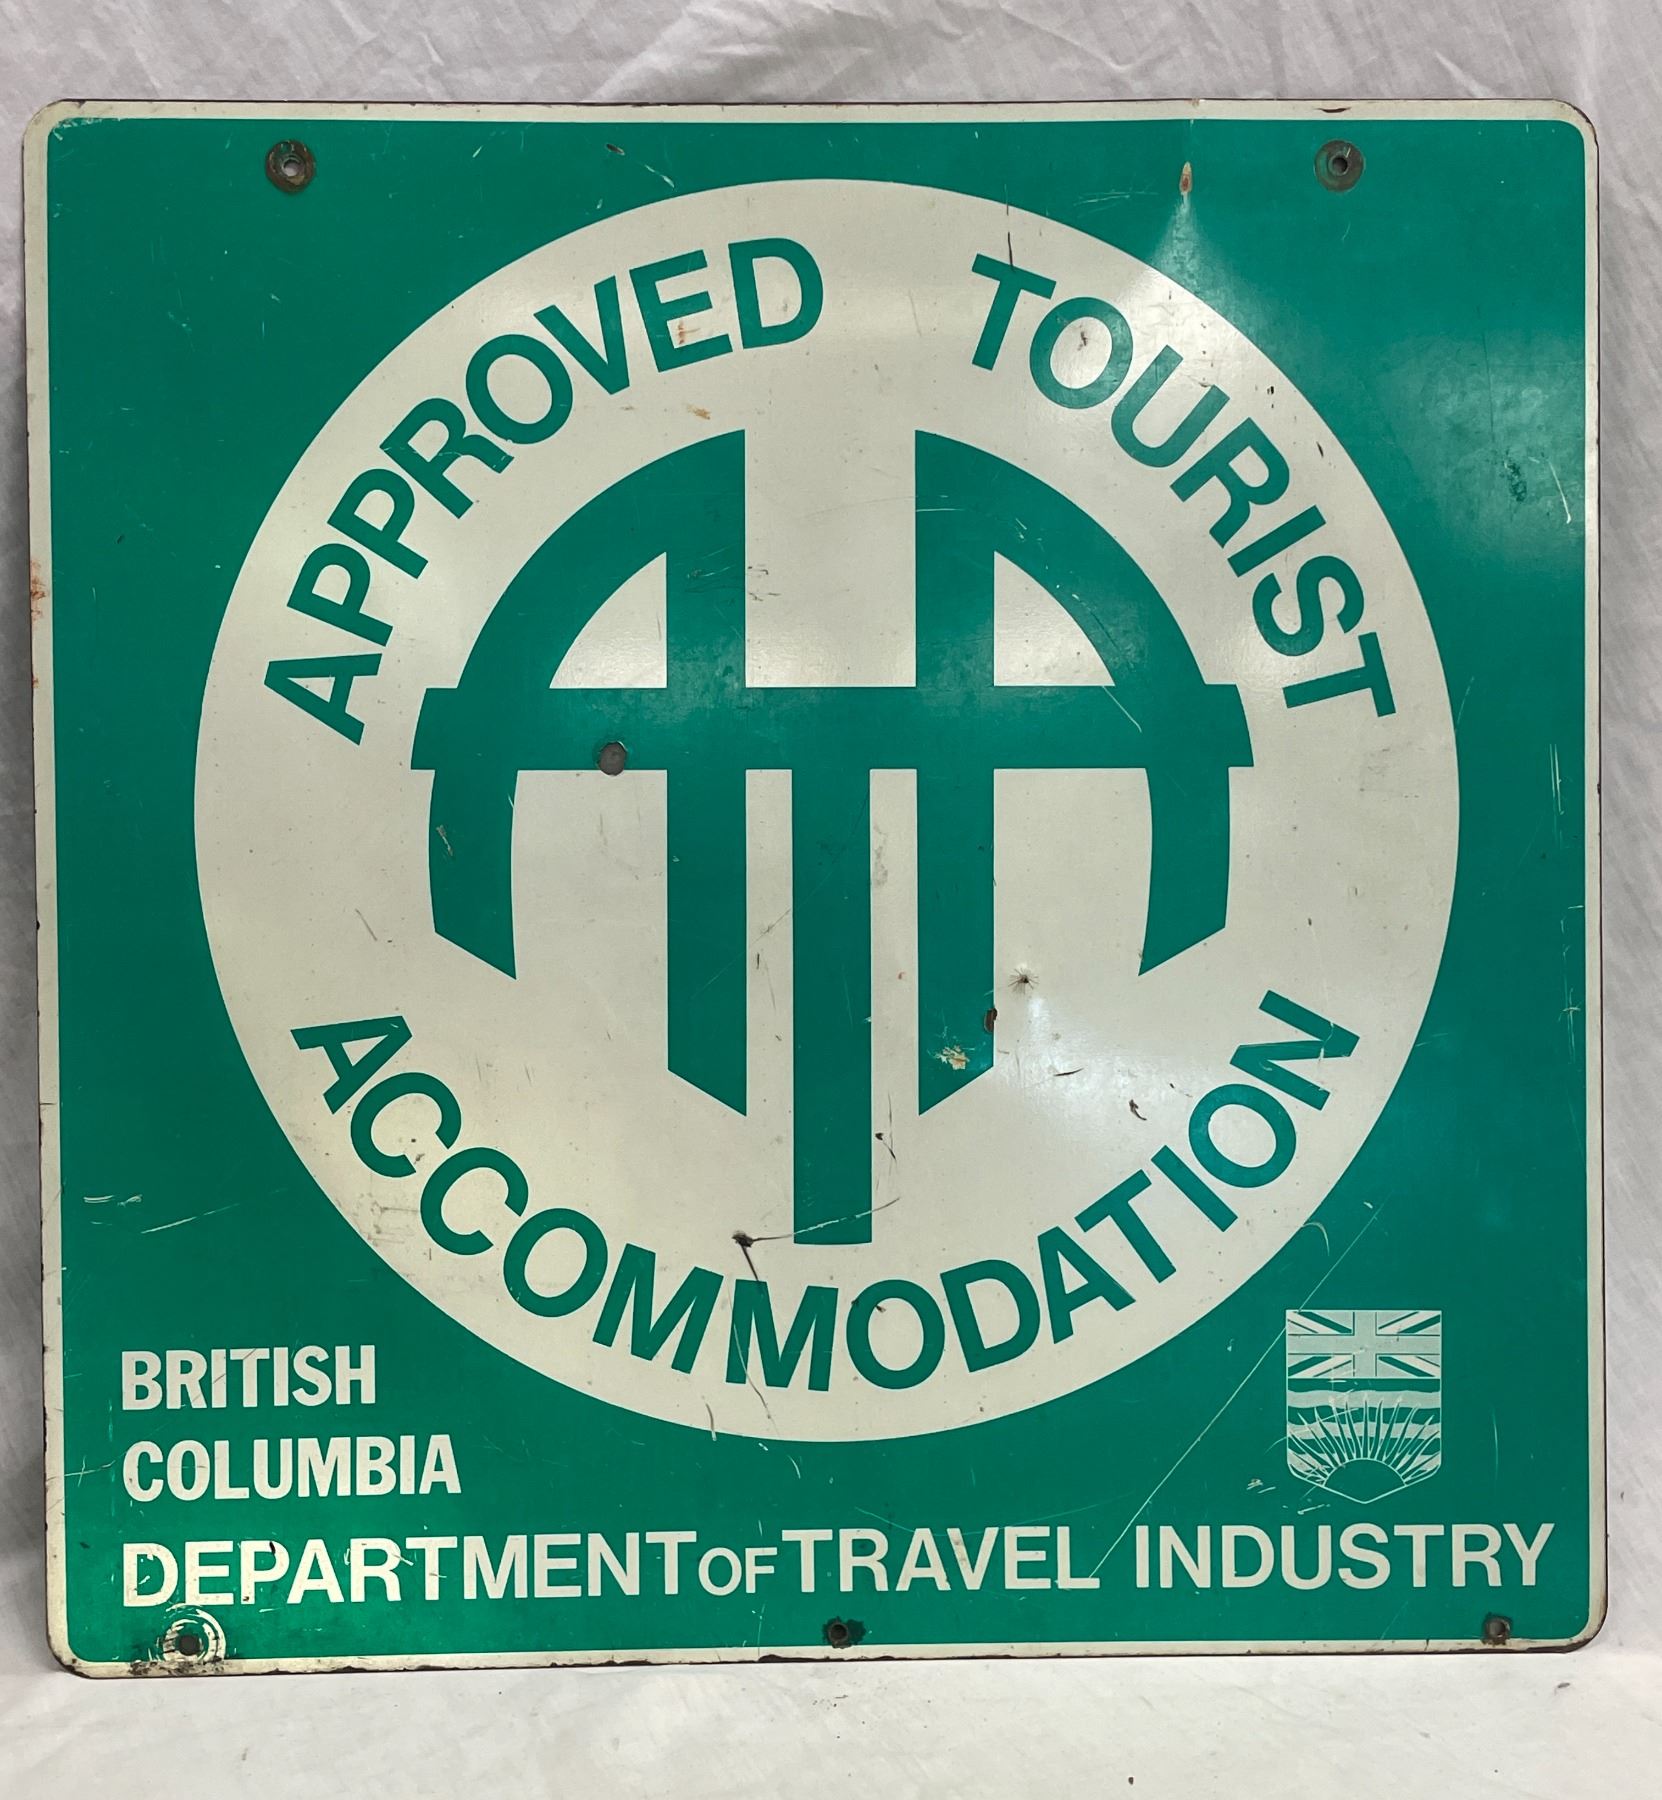 APPROVED TOURIST
ACCOMMODATION
BRITISH
COLUMBIA
DEPARTMENT OF TRAVEL INDUSTRY